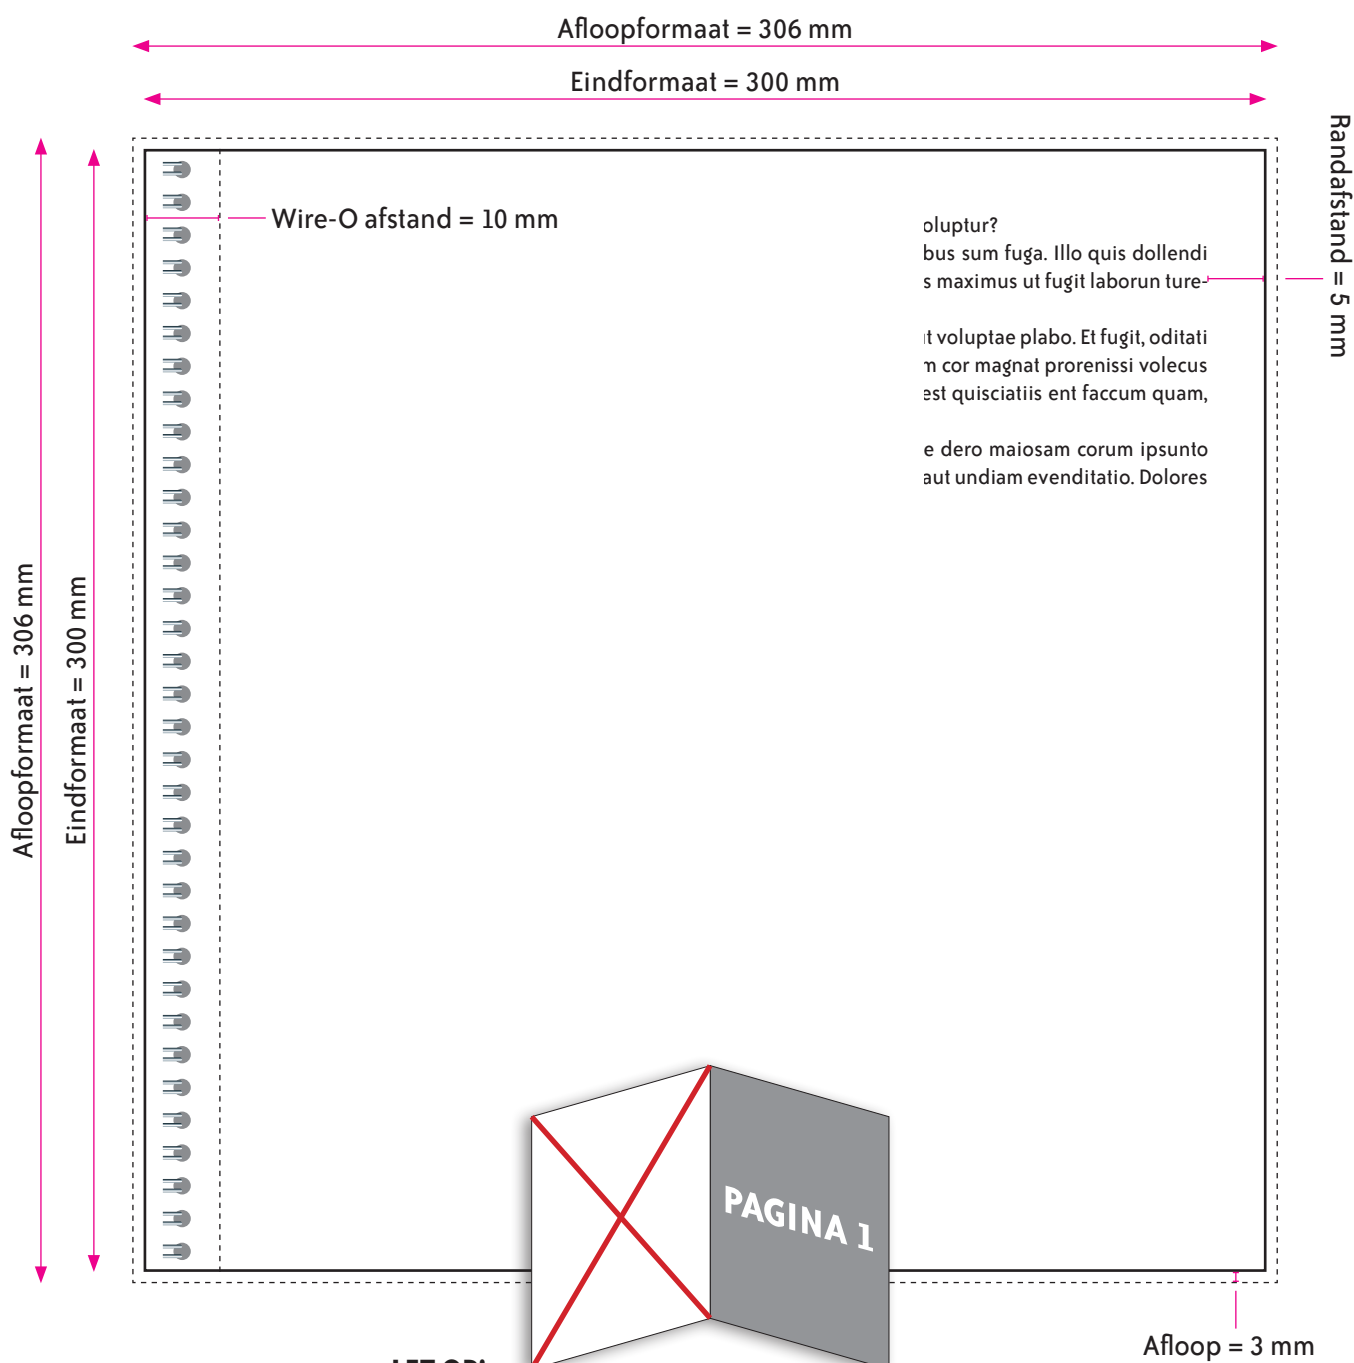 Afloopformaat = 306 mm
Eindformaat = 300 mm
Randafstand = 5 mm
Wire-O afstand = 10 mm
oluptur?
bus sum fuga. Illo quis dollendi
s maximus ut fugit laborun ture-
t voluptae plabo. Et fugit, oditati
m cor magnat prorenissi volecus
est quisciatiis ent faccum quam,
e dero maiosam corum ipsunto
aut undiam evenditatio. Dolores
Afloopformaat = 306 mm
Eindformaat = 300 mm
PAGINA 1
Afloop = 3 mm